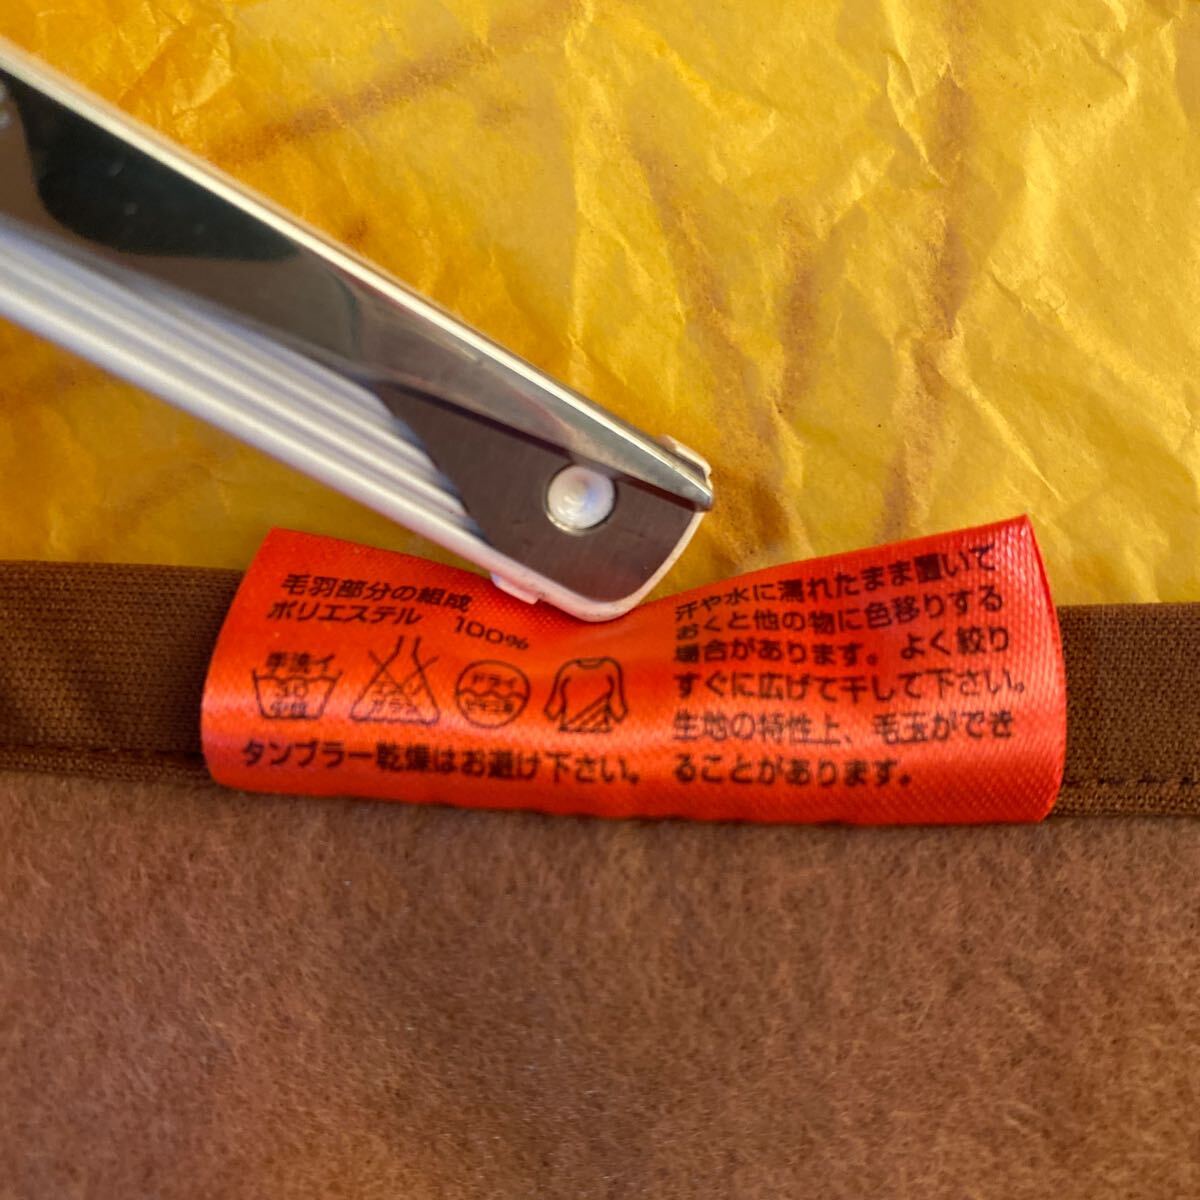 毛羽部分の組成
ポリエステル 100%
手洗イ
30
中性
エンソ
サラシ
ドライ
セキユ系
タンブラー乾燥はお避け下さい。
汗や水に濡れたまま置いて
おくと他の物に色移りする
場合があります。よく絞り
すぐに広げて干して下さい。
生地の特性上、毛玉ができ
ることがあります。